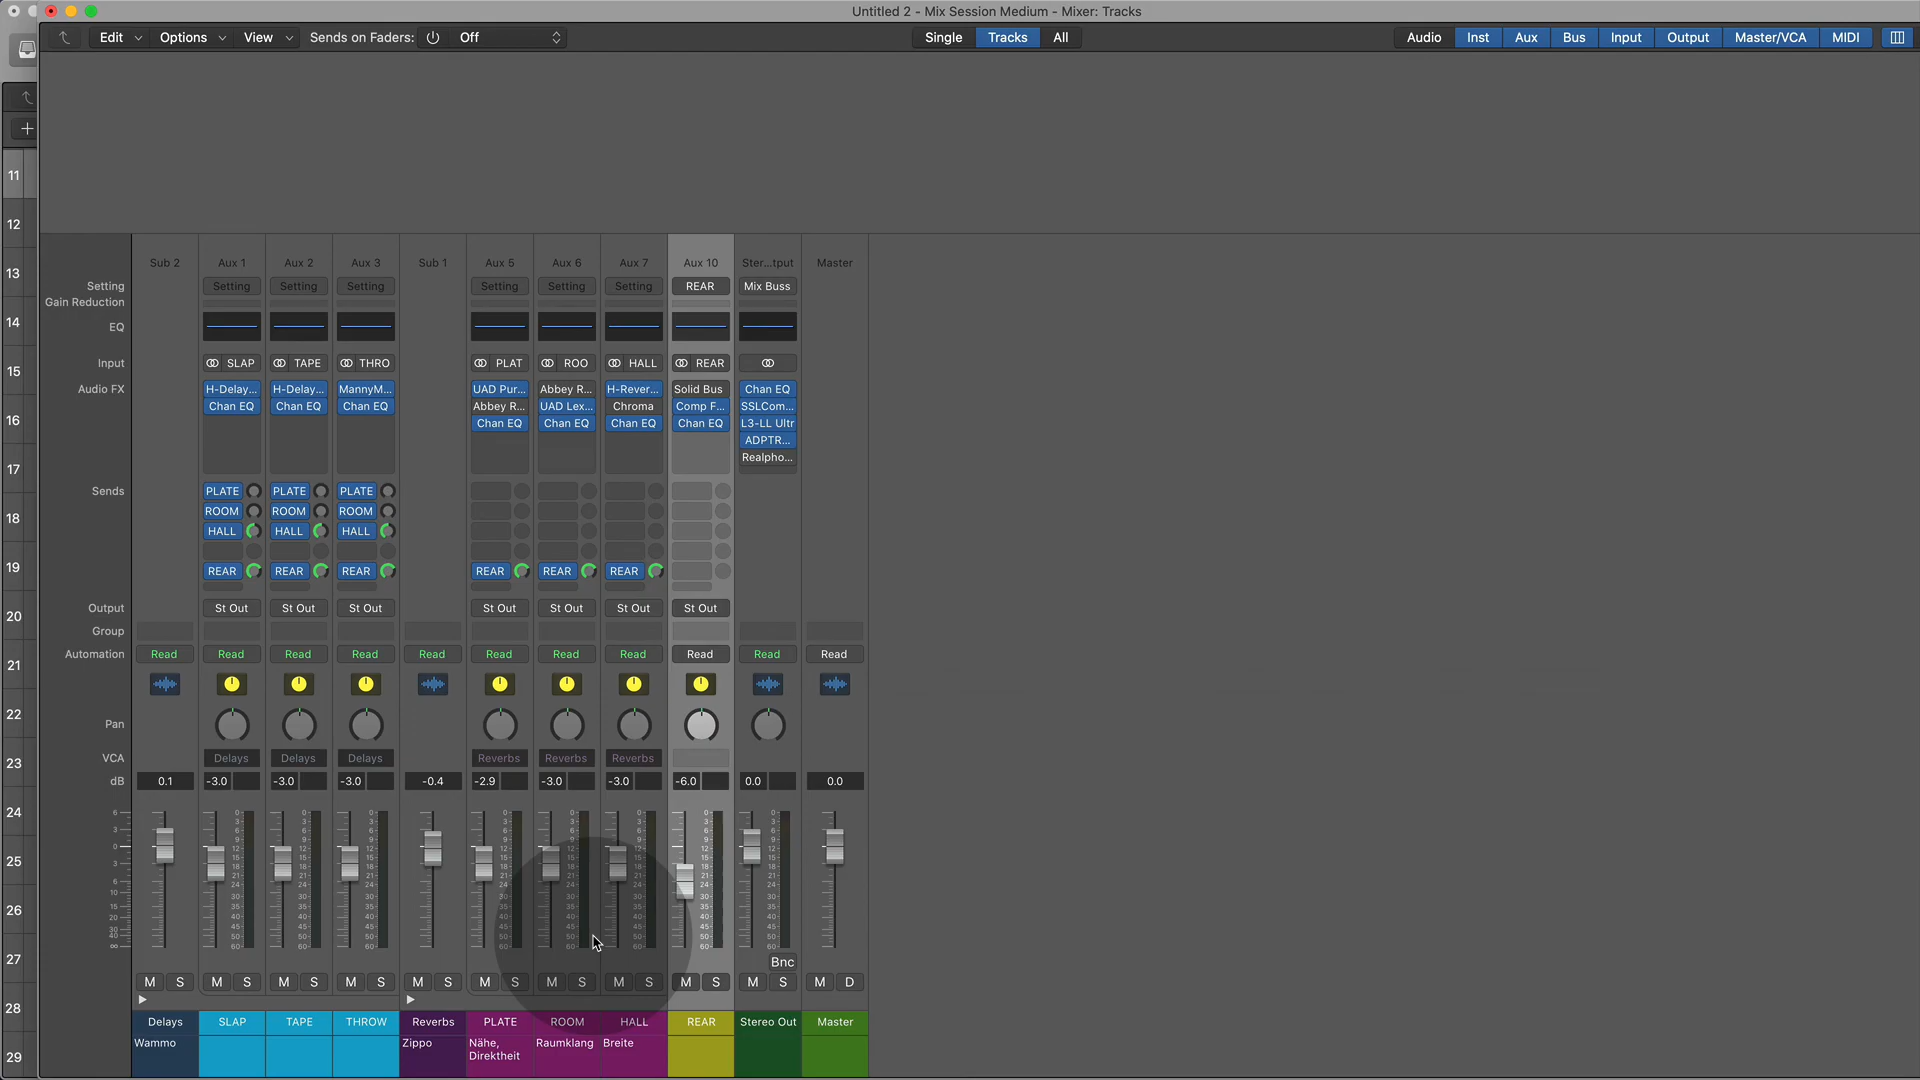 Untitled 2 - Mix Session Medium - Mixer: Tracks
Edit Options View Sends on Faders: Off Single Tracks All Audio Inst Aux Bus Input Output Master/VCA MIDI
11
12
13
14
15
16
17
18
19
20
21
22
23
24
25
26
27
28
29
Sub 2 Aux 1 Aux 2 Aux 3 Sub 1 Aux 5 Aux 6 Aux 7 Aux 10 Ster...tput Master
Setting Setting Setting Setting Setting Setting Setting REAR Mix Buss
Gain Reduction
EQ
Input SLAP TAPE THRO PLAT ROO HALL REAR
Audio FX H-Delay... H-Delay... MannyM... UAD Pur... Abbey R... H-Rever... Solid Bus Chan EQ
Chan EQ Chan EQ Chan EQ Abbey R... UAD Lex... Chroma Comp F... SSLCom...
Chan EQ Chan EQ Chan EQ Chan EQ L3-LL Ultr
ADPTR...
Realpho...
Sends PLATE PLATE PLATE
ROOM ROOM ROOM
HALL HALL HALL
REAR REAR REAR REAR REAR REAR
Output St Out St Out St Out St Out St Out St Out St Out
Group
Automation Read Read Read Read Read Read Read Read Read Read Read
Pan
VCA Delays Delays Delays Reverbs Reverbs Reverbs
dB 0.1 -3.0 -3.0 -3.0 -0.4 -2.9 -3.0 -3.0 -6.0 0.0 0.0
Bnc
M S M S M S M S M S M S M S M S M S M S M D
Delays SLAP TAPE THROW Reverbs PLATE ROOM HALL REAR Stereo Out Master
Wammo Zippo Nähe, Raumklang Breite
Direktheit